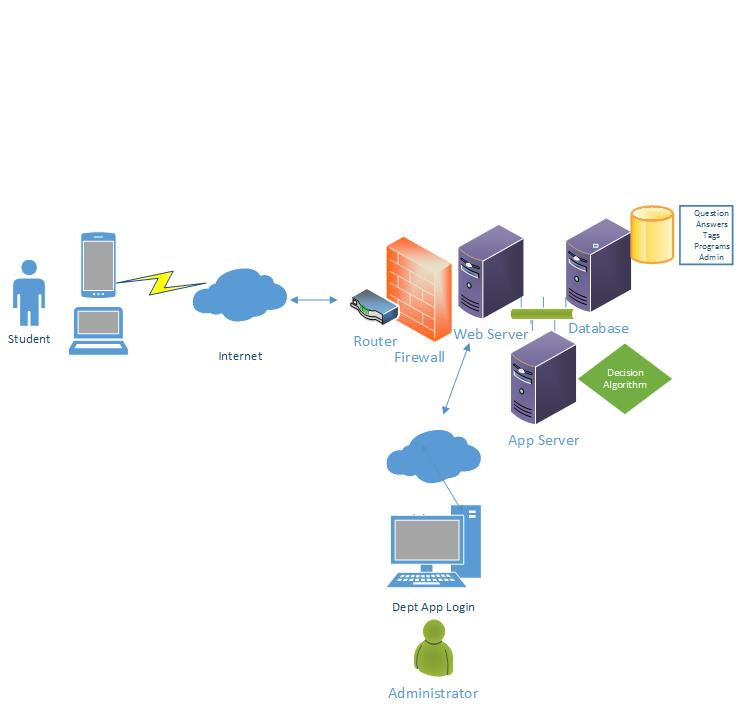 Question
Answers
Tags
Programs
Admin
Student
Internet
Router
Firewall
Web Server
Database
Decision
Algorithm
App Server
Dept App Login
Administrator